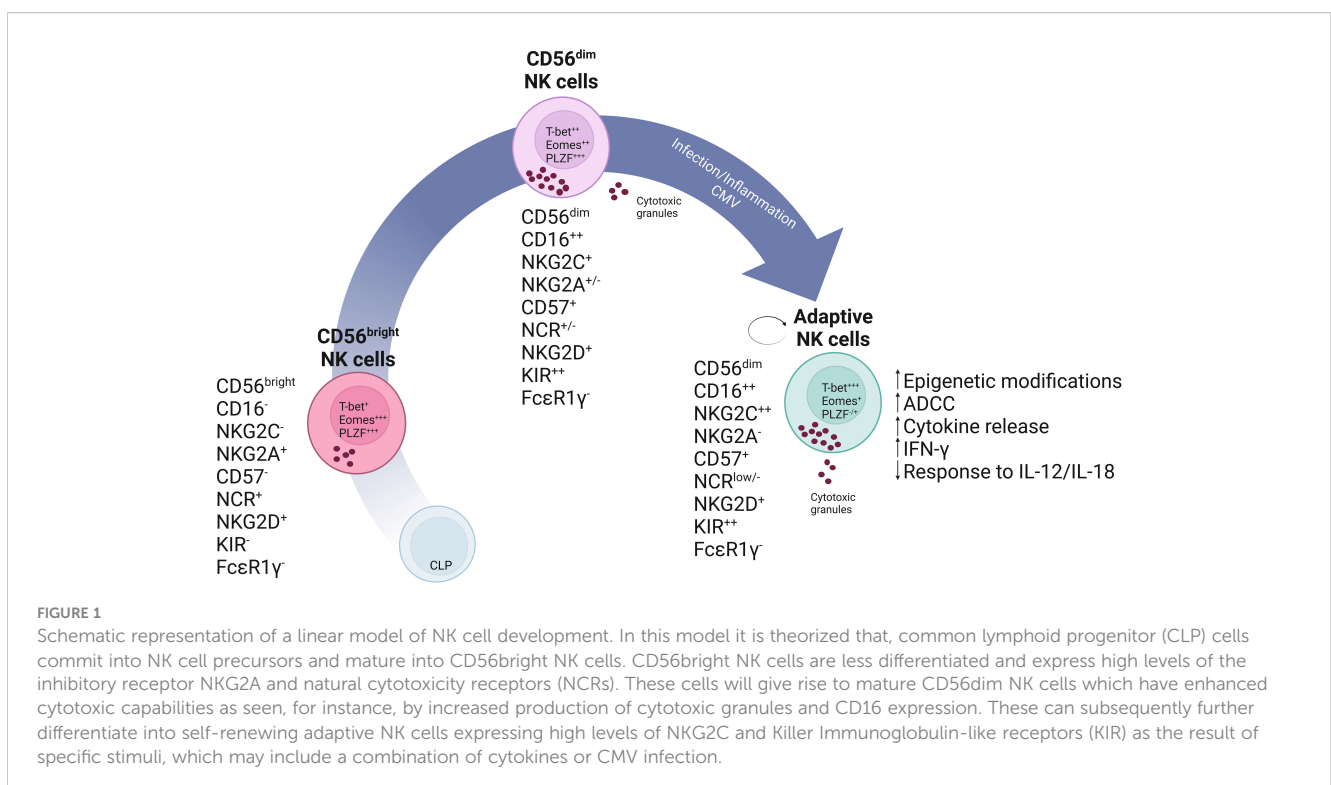 CD56ᵈⁱᵐ
NK cells
T-bet⁺⁺
Eomes⁺⁺
PLZF⁺⁺⁺
Cytotoxic
granules
Infection/Inflammation
CMV
CD56ᵈⁱᵐ
CD16⁺⁺
NKG2C⁺
NKG2A⁺/⁻
CD57⁺
NCR⁺/⁻
NKG2D⁺
KIR⁺⁺
FcεR1γ⁻
CD56ᵇʳⁱᵍʰᵗ
NK cells
T-bet⁺
Eomes⁺⁺⁺
PLZF⁺⁺⁺
CD56ᵇʳⁱᵍʰᵗ
CD16⁻
NKG2C⁻
NKG2A⁺
CD57⁻
NCR⁺
NKG2D⁺
KIR⁻
FcεR1γ⁻
CLP
Adaptive
NK cells
T-bet⁺⁺⁺
Eomes⁺
PLZF⁻/⁺
Cytotoxic
granules
CD56ᵈⁱᵐ
CD16⁺⁺
NKG2C⁺⁺
NKG2A⁻
CD57⁺
NCRˡᵒʷ/⁻
NKG2D⁺
KIR⁺⁺
FcεR1γ⁻
↑Epigenetic modifications
↑ADCC
↑Cytokine release
↑IFN-γ
↓Response to IL-12/IL-18
FIGURE 1
Schematic representation of a linear model of NK cell development. In this model it is theorized that, common lymphoid progenitor (CLP) cells
commit into NK cell precursors and mature into CD56bright NK cells. CD56bright NK cells are less differentiated and express high levels of the
inhibitory receptor NKG2A and natural cytotoxicity receptors (NCRs). These cells will give rise to mature CD56dim NK cells which have enhanced
cytotoxic capabilities as seen, for instance, by increased production of cytotoxic granules and CD16 expression. These can subsequently further
differentiate into self-renewing adaptive NK cells expressing high levels of NKG2C and Killer Immunoglobulin-like receptors (KIR) as the result of
specific stimuli, which may include a combination of cytokines or CMV infection.